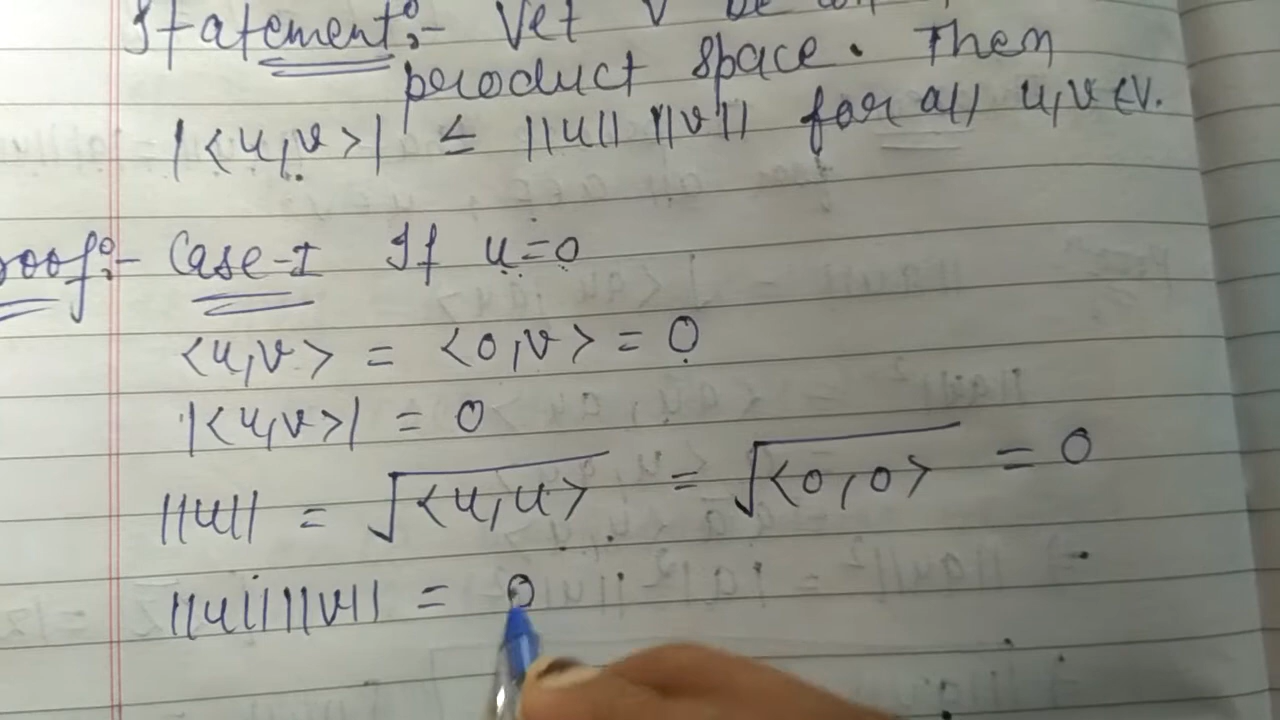 Statement:- Let V be
product space. Then
|<u,v>| ≤ ||u|| ||v|| for all u,v ∈ V.
Proof:- Case-I If u=0
<u,v> = <0,v> = 0
|<u,v>| = 0
||u|| = √<u,u> = √<0,0> = 0
||u|| ||v|| = 0